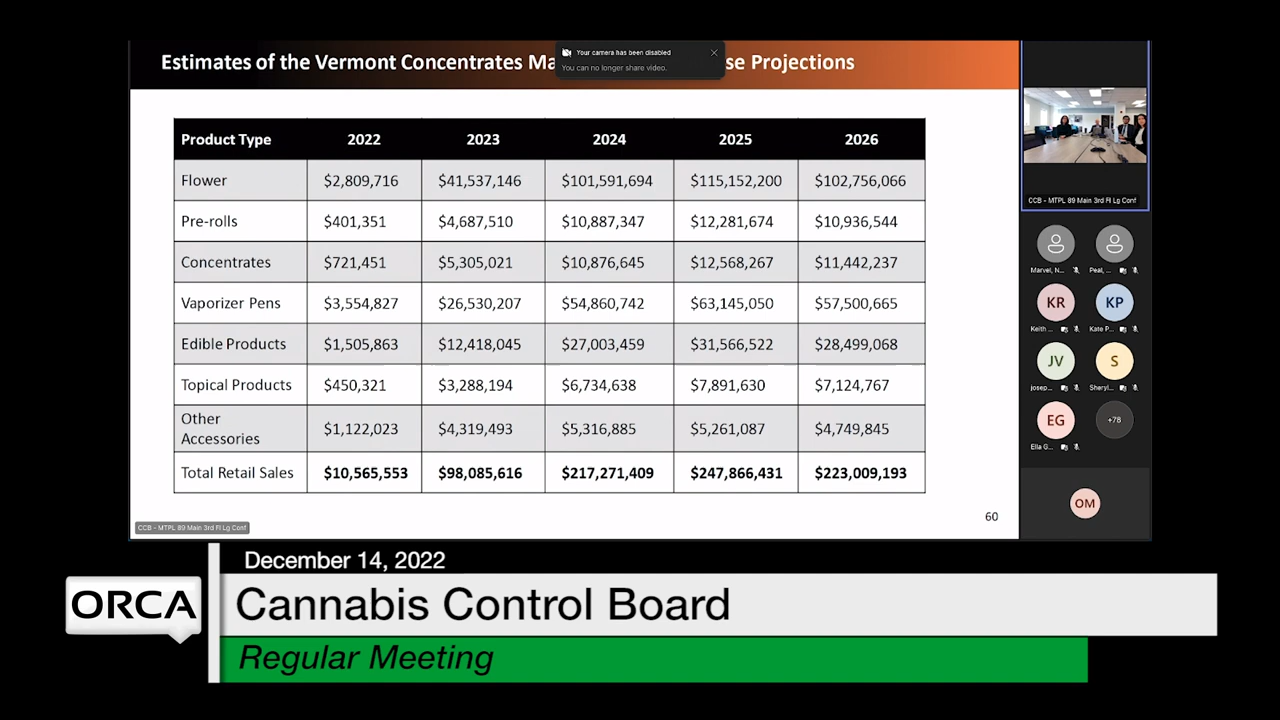 Your camera has been disabled
You can no longer share video.
Estimates of the Vermont Concentrates Ma se Projections
Product Type 2022 2023 2024 2025 2026
Flower $2,809,716 $41,537,146 $101,591,694 $115,152,200 $102,756,066
Pre-rolls $401,351 $4,687,510 $10,887,347 $12,281,674 $10,936,544
Concentrates $721,451 $5,305,021 $10,876,645 $12,568,267 $11,442,237
Vaporizer Pens $3,554,827 $26,530,207 $54,860,742 $63,145,050 $57,500,665
Edible Products $1,505,863 $12,418,045 $27,003,459 $31,566,522 $28,499,068
Topical Products $450,321 $3,288,194 $6,734,638 $7,891,630 $7,124,767
Other
Accessories $1,122,023 $4,319,493 $5,316,885 $5,261,087 $4,749,845
Total Retail Sales $10,565,553 $98,085,616 $217,271,409 $247,866,431 $223,009,193
60
CCB - MTPL 89 Main 3rd Fl Lg Conf
CCB - MTPL 89 Main 3rd Fl Lg Conf
Marvel, N... Peal, ...
KR KP
Keith ... Kate P...
JV S
josep... Sheryl...
EG +78
Ella G...
OM
December 14, 2022
ORCA
Cannabis Control Board
Regular Meeting